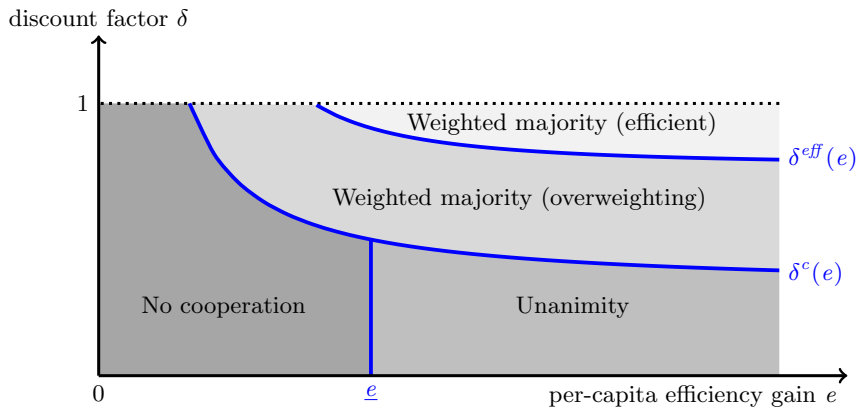 discount factor δ
1
Weighted majority (efficient)
δ^{eff}(e)
Weighted majority (overweighting)
δ^c(e)
No cooperation
Unanimity
0
e̲
per-capita efficiency gain e